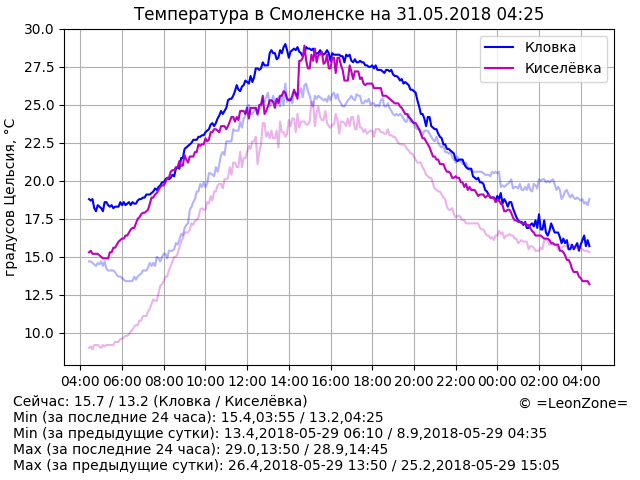 Температура в Смоленске на 31.05.2018 04:25
30.0
27.5
25.0
22.5
20.0
17.5
15.0
12.5
10.0
градусов Цельсия, °C
Кловка
Киселёвка
04:00 06:00 08:00 10:00 12:00 14:00 16:00 18:00 20:00 22:00 00:00 02:00 04:00
© =LeonZone=
Сейчас: 15.7 / 13.2 (Кловка / Киселёвка)
Min (за последние 24 часа): 15.4,03:55 / 13.2,04:25
Min (за предыдущие сутки): 13.4,2018-05-29 06:10 / 8.9,2018-05-29 04:35
Max (за последние 24 часа): 29.0,13:50 / 28.9,14:45
Max (за предыдущие сутки): 26.4,2018-05-29 13:50 / 25.2,2018-05-29 15:05